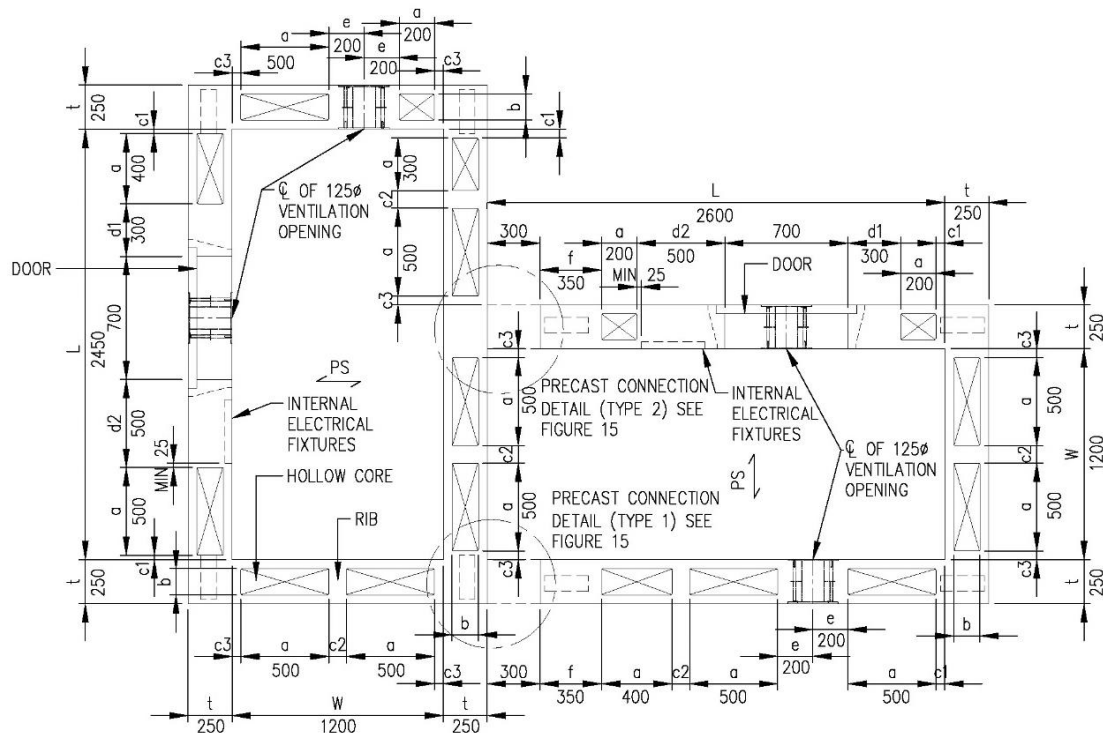 a
e
200
a
200
e
c3
500
200
c3
t
250
b
c1
c1
a
400
a
300
℄ OF 125ø
VENTILATION
OPENING
c2
L
2600
t
250
d1
300
a
500
300
a
200
d2
500
700
d1
300
c1
a
200
f
350
MIN 25
DOOR
DOOR
c3
L
2450
700
c3
t
250
c3
PS
INTERNAL
ELECTRICAL
FIXTURES
a
500
PRECAST CONNECTION
DETAIL (TYPE 2) SEE
FIGURE 15
INTERNAL
ELECTRICAL
FIXTURES
a
500
d2
500
c2
℄ OF 125ø
VENTILATION
OPENING
c2
W
1200
MIN 25
HOLLOW CORE
PS
a
500
RIB
a
500
PRECAST CONNECTION
DETAIL (TYPE 1) SEE
FIGURE 15
a
500
c1
c3
c3
t
250
b
t
250
b
e
200
b
c3
a
500
c2
a
500
c3
300
f
350
a
400
c2
a
500
e
200
a
500
c1
t
250
W
1200
t
250